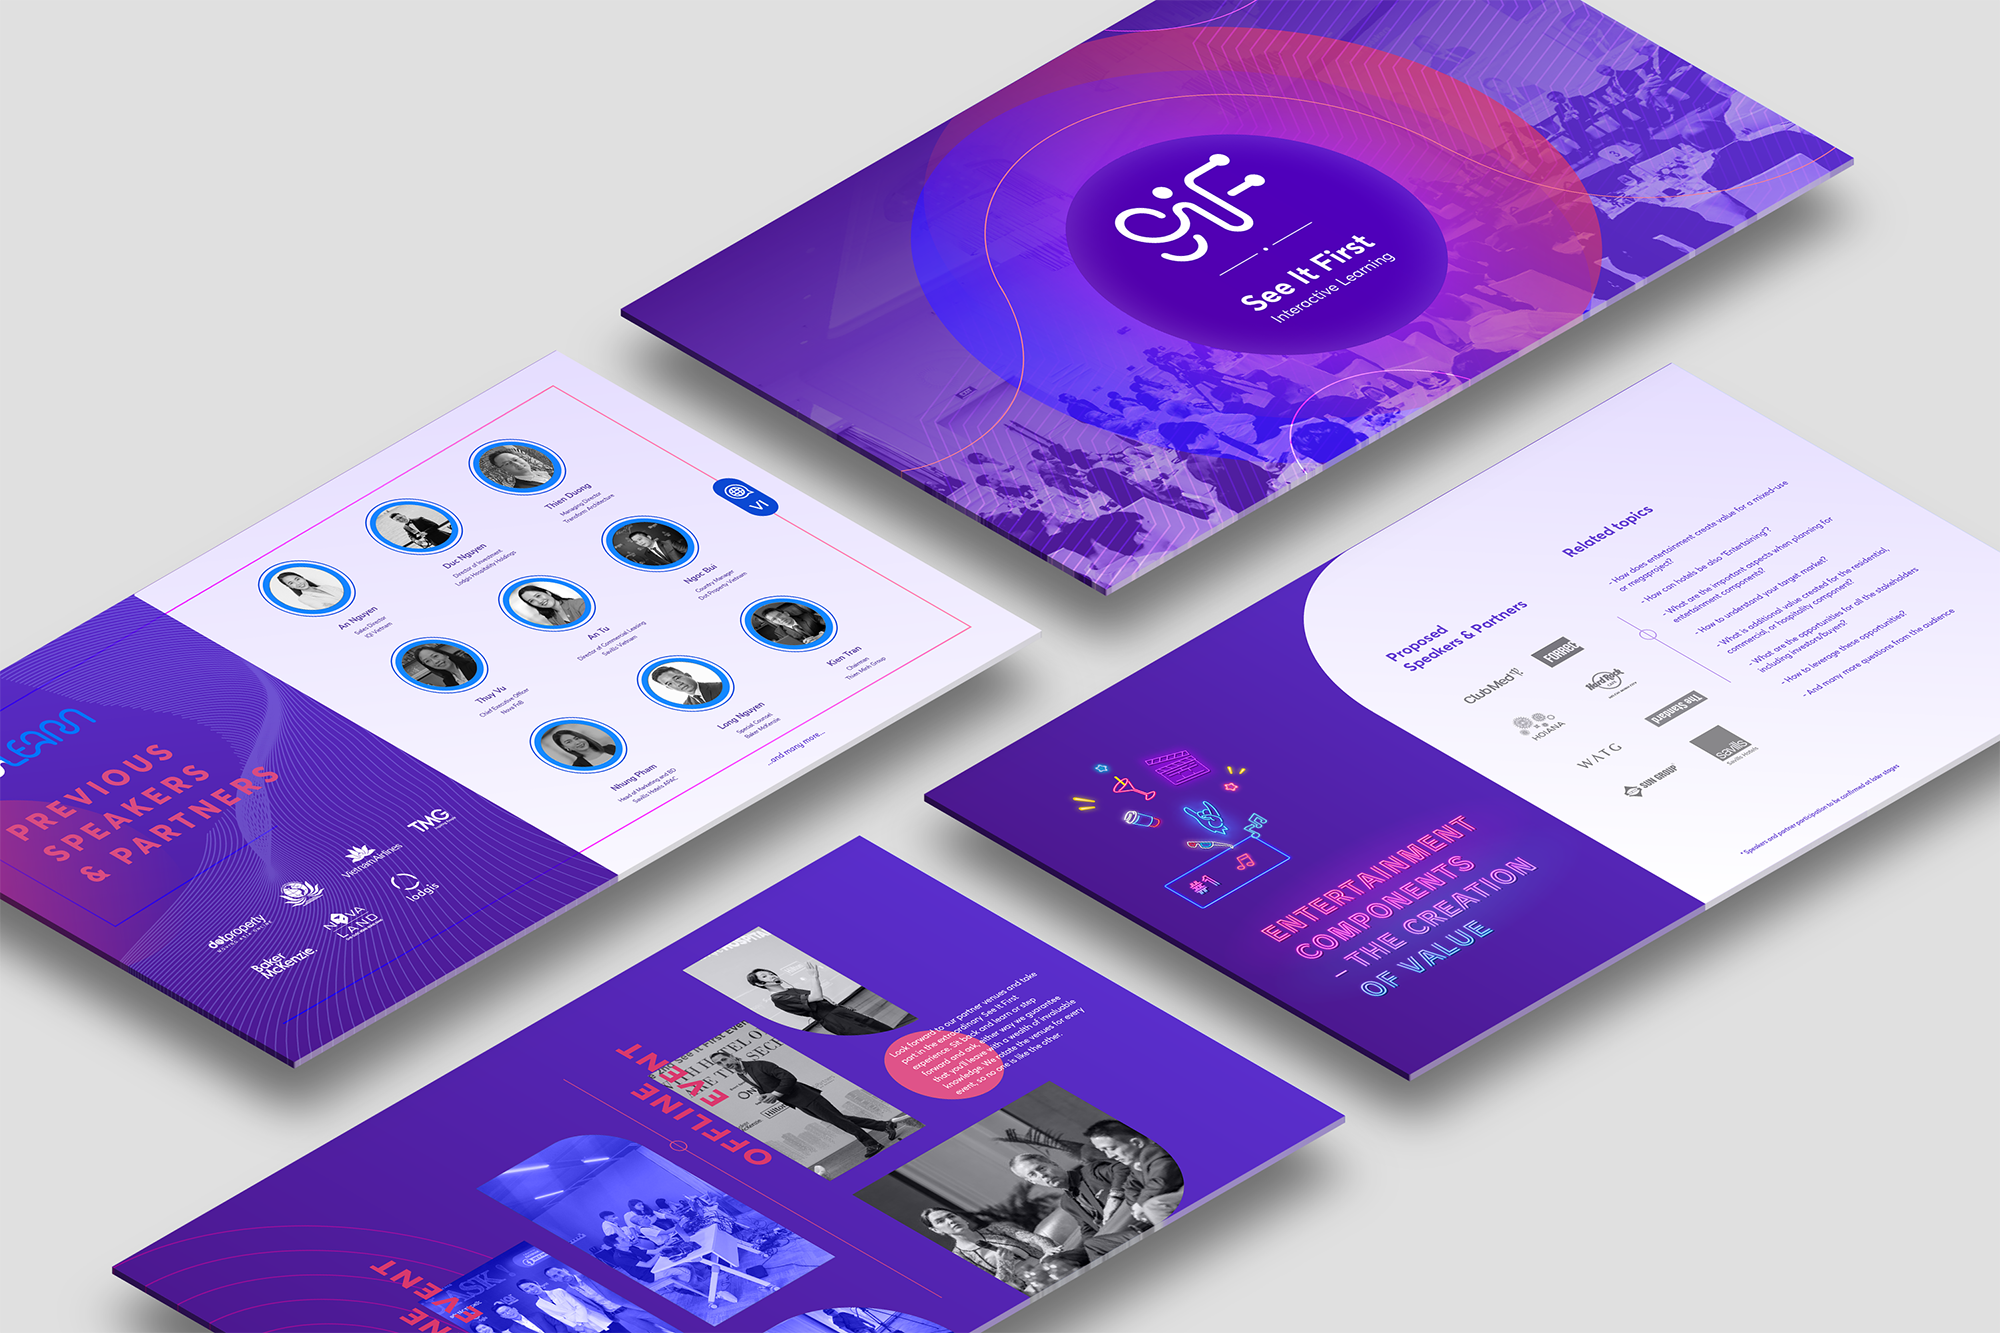 SiF
See It First
Interactive Learning
VI
Thien Duong
Managing Director
Transform Architecture
Duc Nguyen
Director of Investment
Lodgis Hospitality Holdings
Ngoc Bui
Country Manager
Dot Property Vietnam
An Nguyen
Sales Director
IQI Vietnam
An Tu
Director of Commercial Leasing
Savills Vietnam
Kien Tran
Chairman
Thien Minh Group
Thuy Vu
Chief Executive Officer
Nova FnB
Long Nguyen
Special Counsel
Baker McKenzie
Nhung Pham
Head of Marketing and BD
Savills Hotels APAC
...and many more...
LEARN
PREVIOUS
SPEAKERS
& PARTNERS
TMG
Vietnam Airlines
lodgis
NOVA
LAND
dotproperty
Baker
McKenzie.
Related topics
- How does entertainment create value for a mixed-use
or megaproject?
- How can hotels be also "Entertaining"?
- What are the important aspects when planning for
entertainment components?
- How to understand your target market?
- What is additional value created for the residential,
commercial, or hospitality component?
- What are the opportunities for all the stakeholders
including investors/buyers?
- How to leverage these opportunities?
- And many more questions from the audience
Proposed
Speakers & Partners
ClubMed
FORREC
Hard Rock
CAFE
HOIANA
The Standard
WATG
savills
Savills Hotels
SUN GROUP
* Speakers and partner participation to be confirmed at later stages
#1
ENTERTAINMENT
COMPONENTS
- THE CREATION
OF VALUE
Look forward to our partner venues and take
part in the extraordinary See It First
experience. Sit back and learn or step
forward and ask, either way we guarantee
that you'll leave with a wealth of invaluable
knowledge. We rotate the venues for every
event, so no one is like the other.
OFFLINE
EVENT
See It First Even
Hilton
EVENT